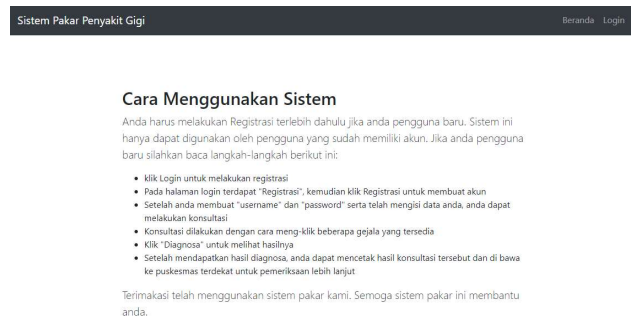 Sistem Pakar Penyakit Gigi
Beranda Login
Cara Menggunakan Sistem
Anda harus melakukan Registrasi terlebih dahulu jika anda pengguna baru. Sistem ini
hanya dapat digunakan oleh pengguna yang sudah memiliki akun. Jika anda pengguna
baru silahkan baca langkah-langkah berikut ini:
• klik Login untuk melakukan registrasi
• Pada halaman login terdapat "Registrasi", kemudian klik Registrasi untuk membuat akun
• Setelah anda membuat "username" dan "password" serta telah mengisi data anda, anda dapat
melakukan konsultasi
• Konsultasi dilakukan dengan cara meng-klik beberapa gejala yang tersedia
• Klik "Diagnosa" untuk melihat hasilnya
• Setelah mendapatkan hasil diagnosa, anda dapat mencetak hasil konsultasi tersebut dan di bawa
ke puskesmas terdekat untuk pemeriksaan lebih lanjut
Terimakasi telah menggunakan sistem pakar kami. Semoga sistem pakar ini membantu
anda.